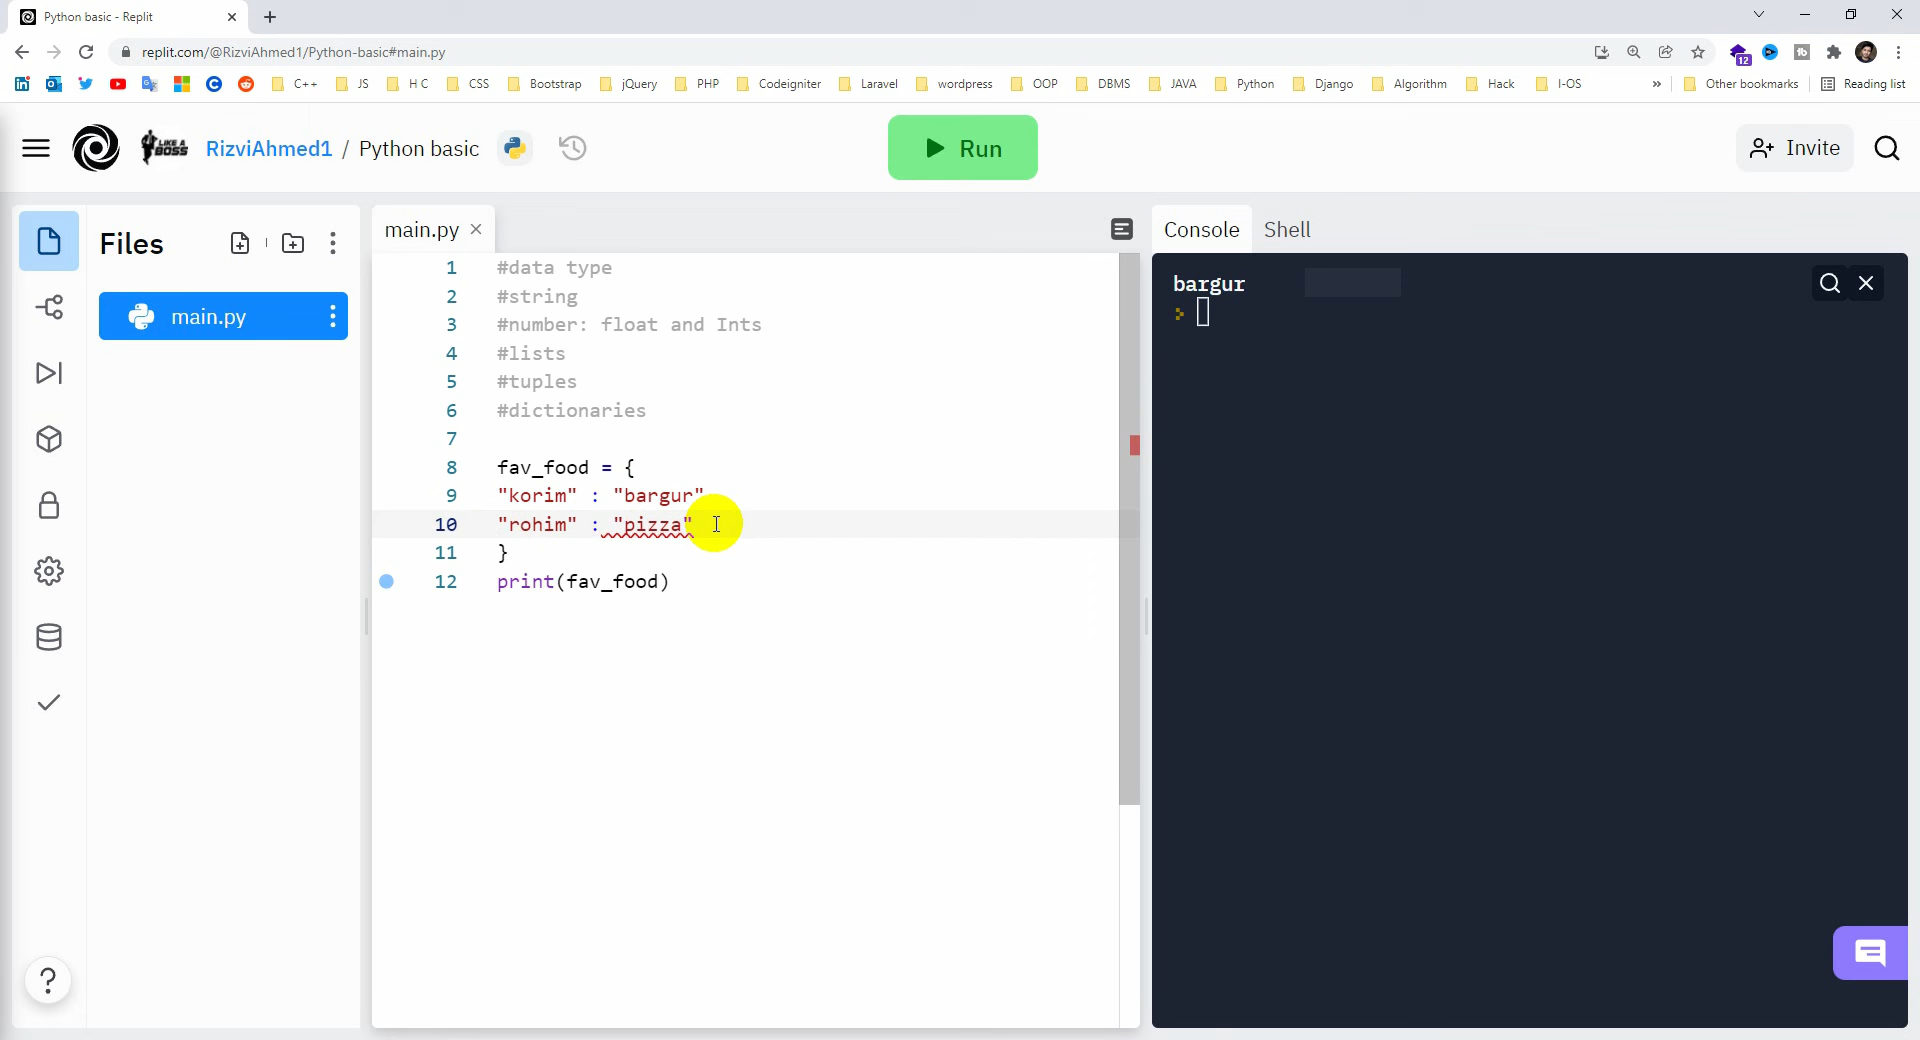 Python basic - Replit
replit.com/@RizviAhmed1/Python-basic#main.py
12
C++ JS H C CSS Bootstrap jQuery PHP Codeigniter Laravel wordpress OOP DBMS JAVA Python Django Algorithm Hack I-OS » Other bookmarks Reading list
LIKE A BOSS
RizviAhmed1 / Python basic
Run
Invite
Files
main.py
main.py
Console Shell
1 #data type
2 #string
3 #number: float and Ints
4 #lists
5 #tuples
6 #dictionaries
7
8 fav_food = {
9 "korim" : "bargur"
10 "rohim" : "pizza"
11 }
12 print(fav_food)
bargur
?